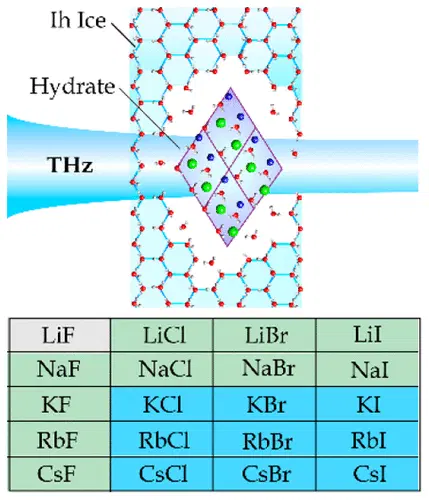 Ih Ice
Hydrate
THz
LiF LiCl LiBr LiI
NaF NaCl NaBr NaI
KF KCl KBr KI
RbF RbCl RbBr RbI
CsF CsCl CsBr CsI